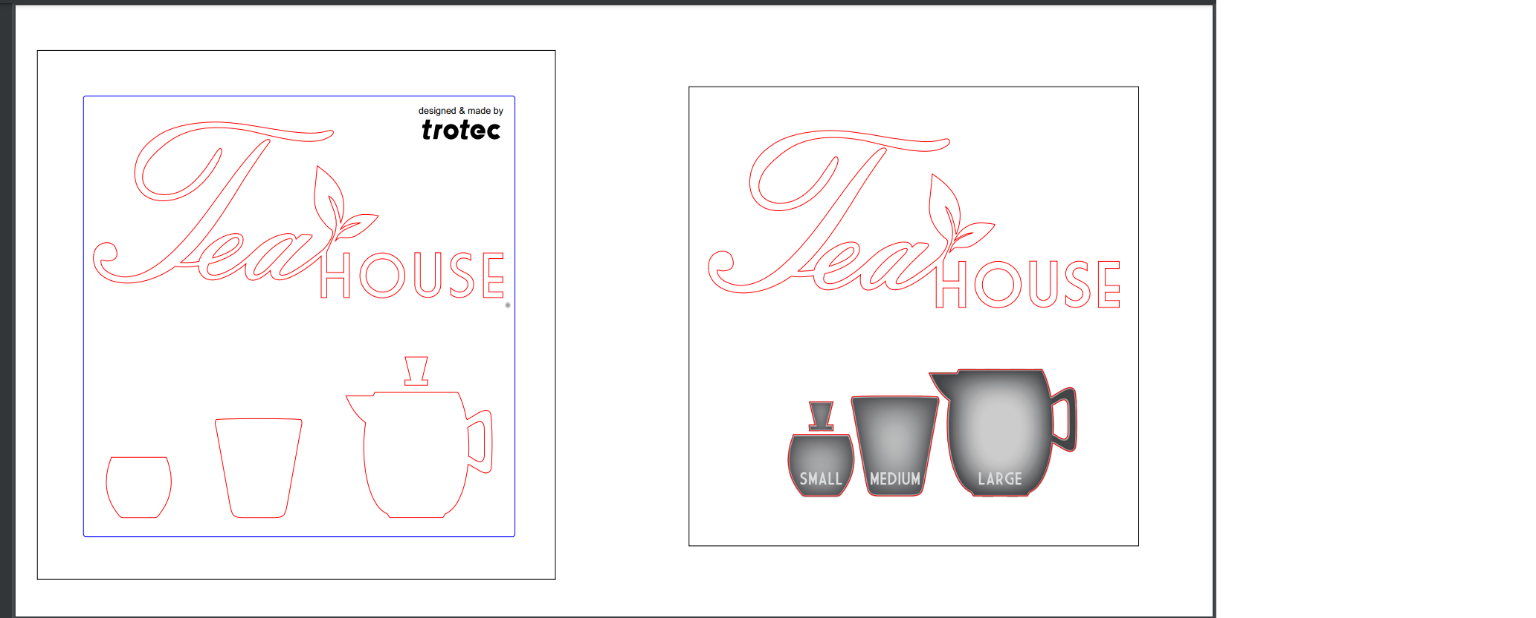 designed & made by
trotec
Tea
HOUSE
Tea
HOUSE
SMALL MEDIUM LARGE